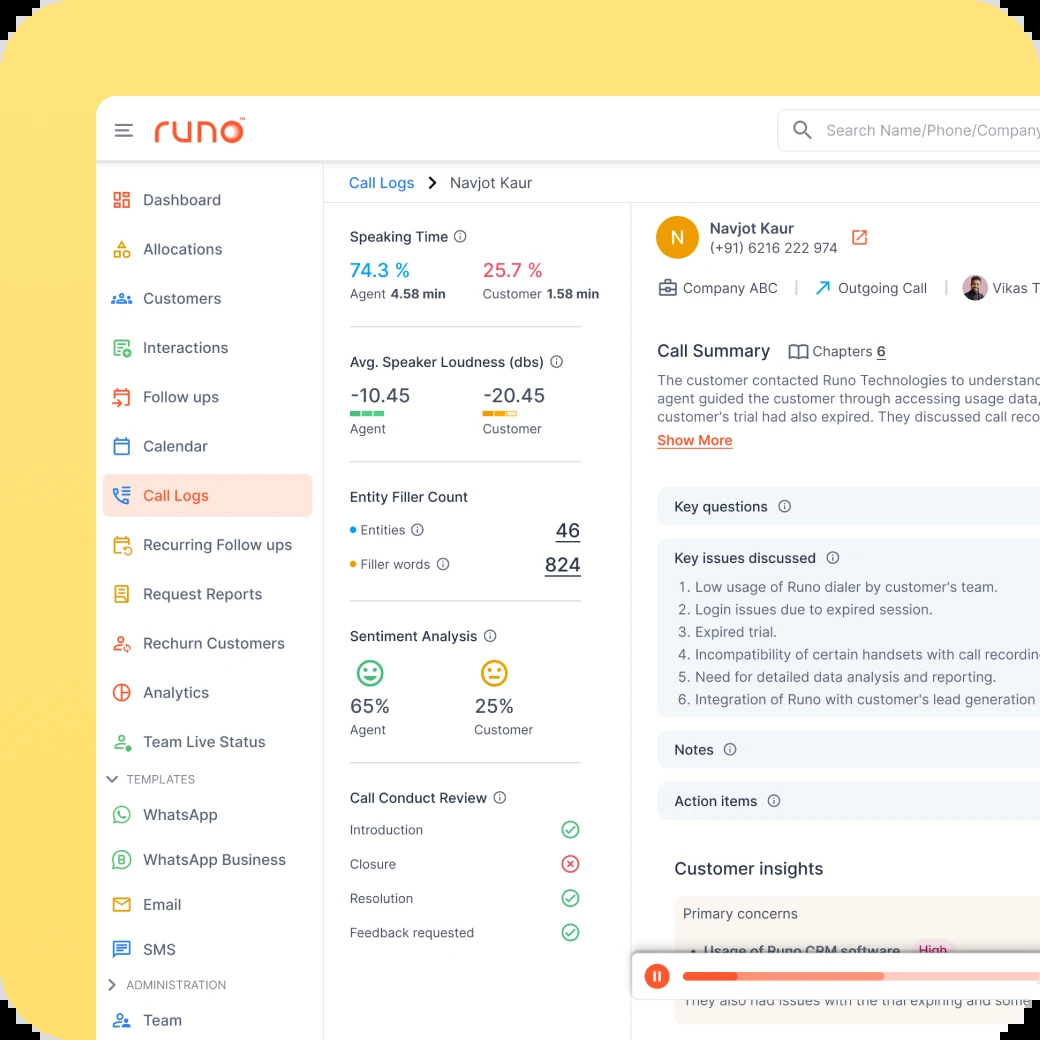 runo™
Search Name/Phone/Company
Dashboard
Allocations
Customers
Interactions
Follow ups
Calendar
Call Logs
Recurring Follow ups
Request Reports
Rechurn Customers
Analytics
Team Live Status
TEMPLATES
WhatsApp
WhatsApp Business
Email
SMS
ADMINISTRATION
Team
Call Logs > Navjot Kaur
Speaking Time
74.3 % 25.7 %
Agent 4.58 min Customer 1.58 min
Avg. Speaker Loudness (dbs)
-10.45 -20.45
Agent Customer
Entity Filler Count
Entities 46
Filler words 824
Sentiment Analysis
65% 25%
Agent Customer
Call Conduct Review
Introduction
Closure
Resolution
Feedback requested
N
Navjot Kaur
(+91) 6216 222 974
Company ABC | Outgoing Call | Vikas T
Call Summary Chapters 6
The customer contacted Runo Technologies to understand
agent guided the customer through accessing usage data,
customer's trial had also expired. They discussed call reco
Show More
Key questions
Key issues discussed
1. Low usage of Runo dialer by customer's team.
2. Login issues due to expired session.
3. Expired trial.
4. Incompatibility of certain handsets with call recordin
5. Need for detailed data analysis and reporting.
6. Integration of Runo with customer's lead generation
Notes
Action items
Customer insights
Primary concerns
• Usage of Runo CRM software High
They also had issues with the trial expiring and some